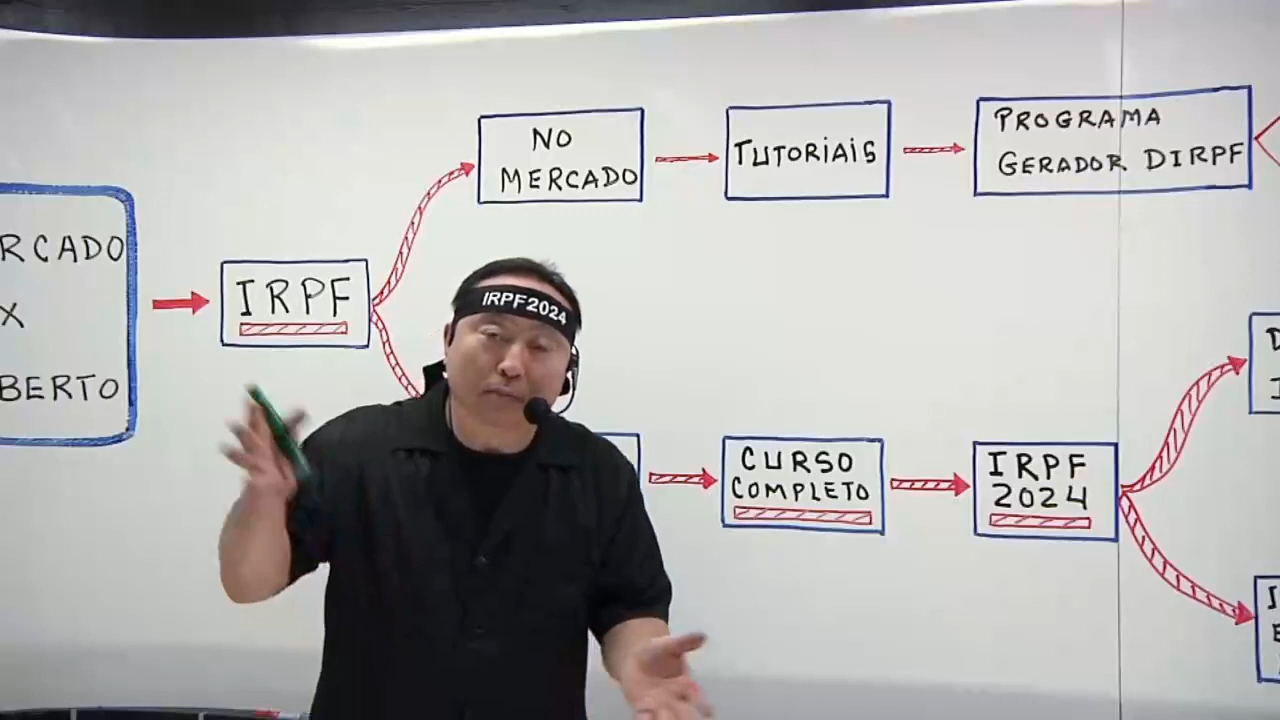 NO
MERCADO
TUTORIAIS
PROGRAMA
GERADOR DIRPF
RCADO
X
BERTO
IRPF
IRPF2024
CURSO
COMPLETO
IRPF
2024